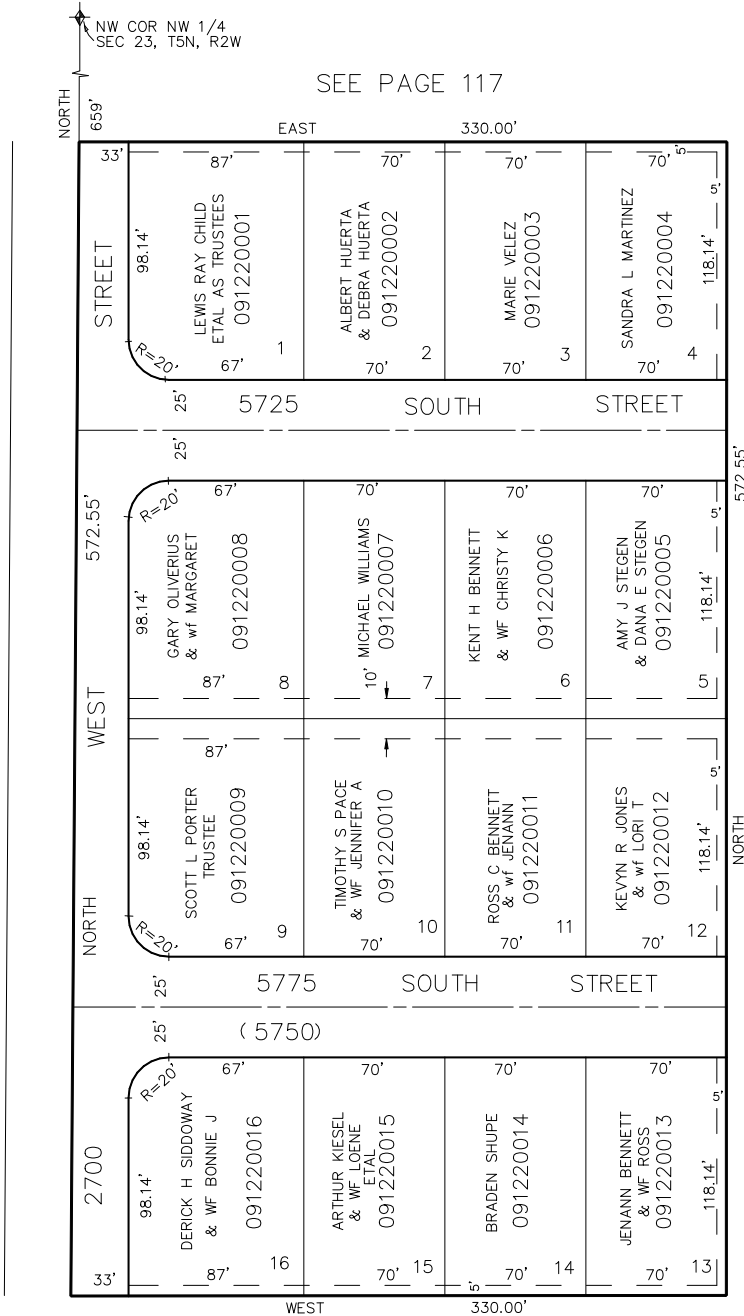 NW COR NW 1/4
SEC 23, T5N, R2W
SEE PAGE 117
NORTH
659'
EAST
330.00'
33'
87'
70'
70'
70'
5'
5'
STREET
98.14'
LEWIS RAY CHILD
ETAL AS TRUSTEES
091220001
1
ALBERT HUERTA
& DEBRA HUERTA
091220002
2
MARIE VELEZ
091220003
3
SANDRA L MARTINEZ
091220004
4
118.14'
R=20'
67'
70'
70'
70'
25'
5725 SOUTH STREET
25'
572.55'
572.55'
67'
70'
70'
70'
R=20'
5'
98.14'
GARY OLIVERIUS
& wf MARGARET
091220008
8
MICHAEL WILLIAMS
091220007
7
KENT H BENNETT
& WF CHRISTY K
091220006
6
AMY J STEGEN
& DANA E STEGEN
091220005
5
118.14'
87'
10'
WEST
87'
5'
98.14'
SCOTT L PORTER
TRUSTEE
091220009
9
TIMOTHY S PACE
& WF JENNIFER A
091220010
10
ROSS C BENNETT
& wf JENANN
091220011
11
KEVYN R JONES
& wf LORI T
091220012
12
118.14'
NORTH
NORTH
R=20'
67'
70'
70'
70'
25'
5775 SOUTH STREET
25'
(5750)
67'
70'
70'
70'
R=20'
5'
2700
98.14'
DERICK H SIDDOWAY
& WF BONNIE J
091220016
16
ARTHUR KIESEL
& WF LOENE
ETAL
091220015
15
BRADEN SHUPE
091220014
14
JENANN BENNETT
& WF ROSS
091220013
13
118.14'
33'
87'
70'
5'
70'
70'
WEST
330.00'